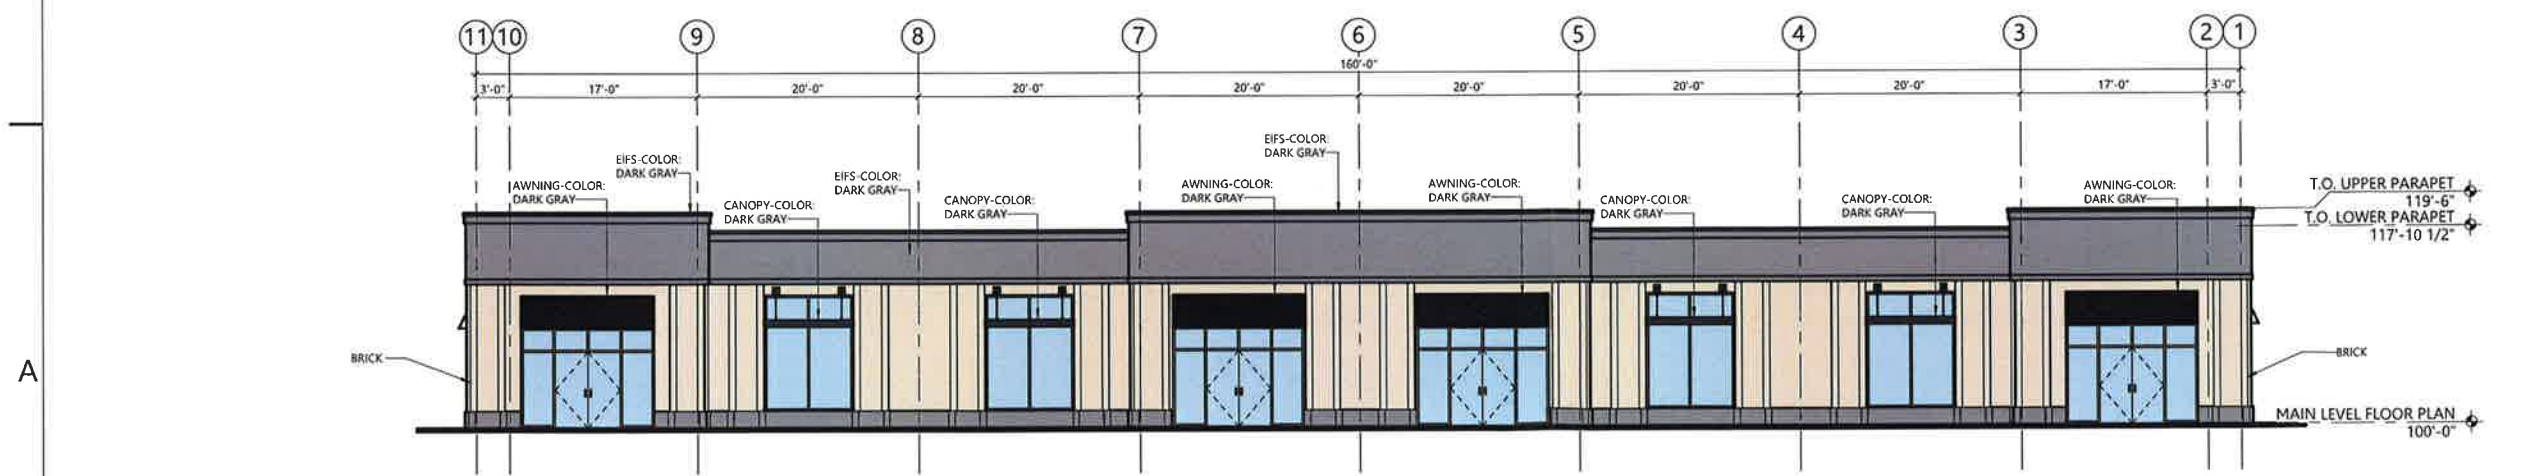 11 10 9 8 7 6 5 4 3 2 1
160'-0"
3'-0" 17'-0" 20'-0" 20'-0" 20'-0" 20'-0" 20'-0" 20'-0" 17'-0" 3'-0"
EIFS-COLOR:
DARK GRAY
AWNING-COLOR:
DARK GRAY
CANOPY-COLOR:
DARK GRAY
EIFS-COLOR:
DARK GRAY
CANOPY-COLOR:
DARK GRAY
EIFS-COLOR:
DARK GRAY
AWNING-COLOR:
DARK GRAY
AWNING-COLOR:
DARK GRAY
CANOPY-COLOR:
DARK GRAY
CANOPY-COLOR:
DARK GRAY
AWNING-COLOR:
DARK GRAY
T.O. UPPER PARAPET
119'-6"
T.O. LOWER PARAPET
117'-10 1/2"
BRICK
BRICK
A
MAIN LEVEL FLOOR PLAN
100'-0"